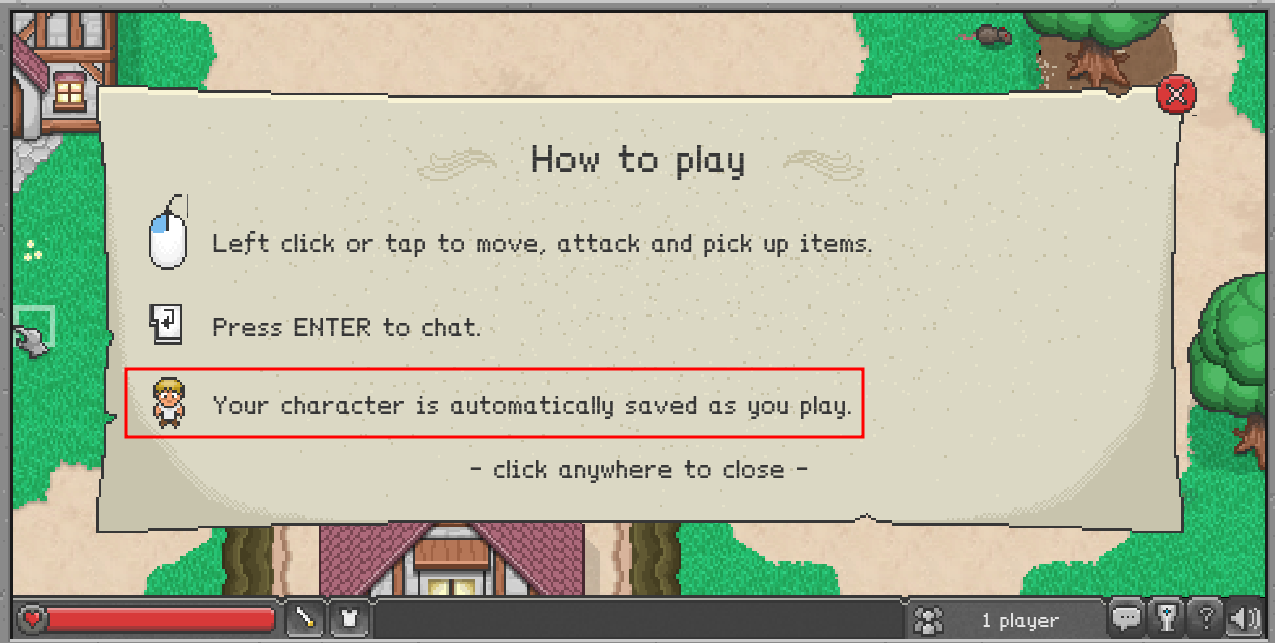 How to play
Left click or tap to move, attack and pick up items.
Press ENTER to chat.
Your character is automatically saved as you play.
- click anywhere to close -
1 player
?